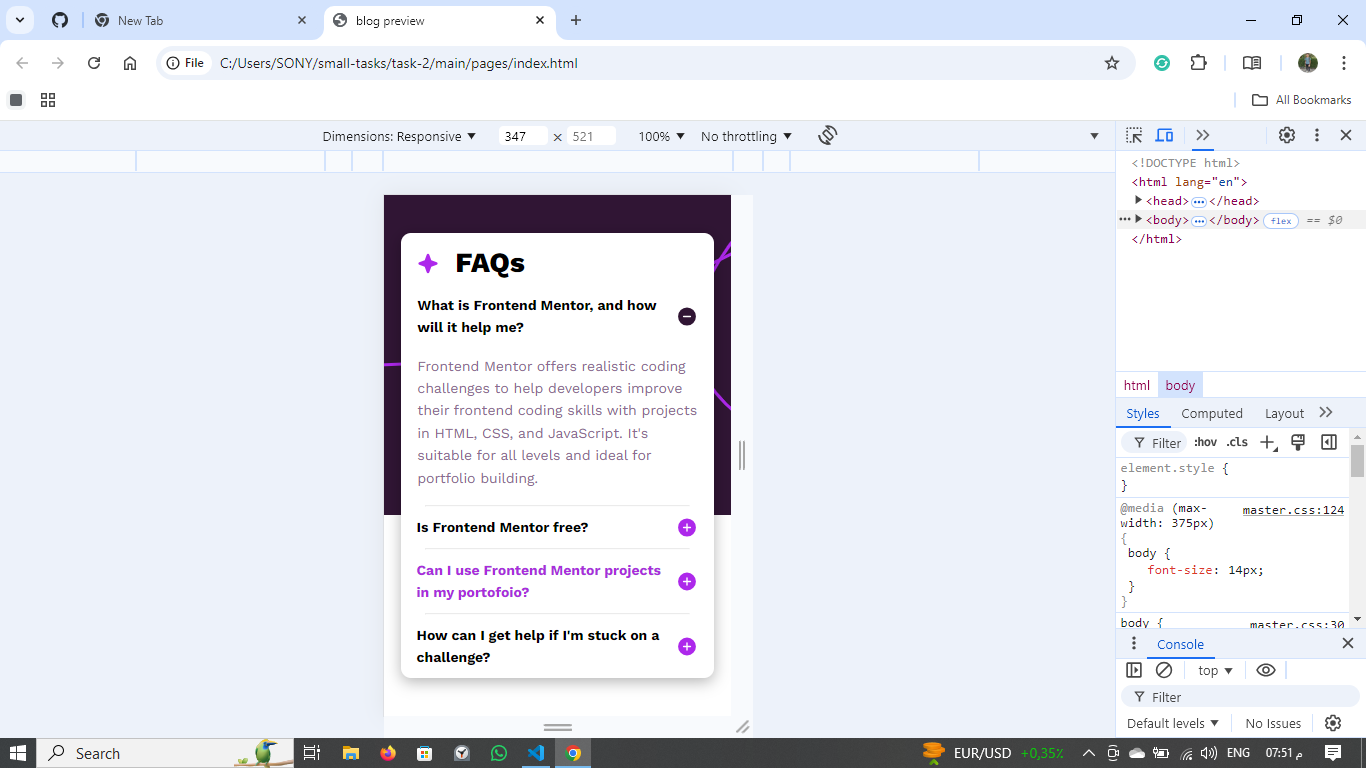 New Tab
blog preview
File
C:/Users/SONY/small-tasks/task-2/main/pages/index.html
All Bookmarks
Dimensions: Responsive
347 × 521
100%
No throttling
FAQs
What is Frontend Mentor, and how
will it help me?
Frontend Mentor offers realistic coding
challenges to help developers improve
their frontend coding skills with projects
in HTML, CSS, and JavaScript. It's
suitable for all levels and ideal for
portfolio building.
Is Frontend Mentor free?
Can I use Frontend Mentor projects
in my portofoio?
How can I get help if I'm stuck on a
challenge?
<!DOCTYPE html>
<html lang="en">
<head> </head>
<body> </body> flex == $0
</html>
html body
Styles Computed Layout
Filter :hov .cls
element.style {
}
@media (max-
width: 375px)
master.css:124
{
body {
font-size: 14px;
}
}
body {
master.css:30
Console
top
Filter
Default levels
No Issues
Search
EUR/USD +0,35%
ENG
07:51 م